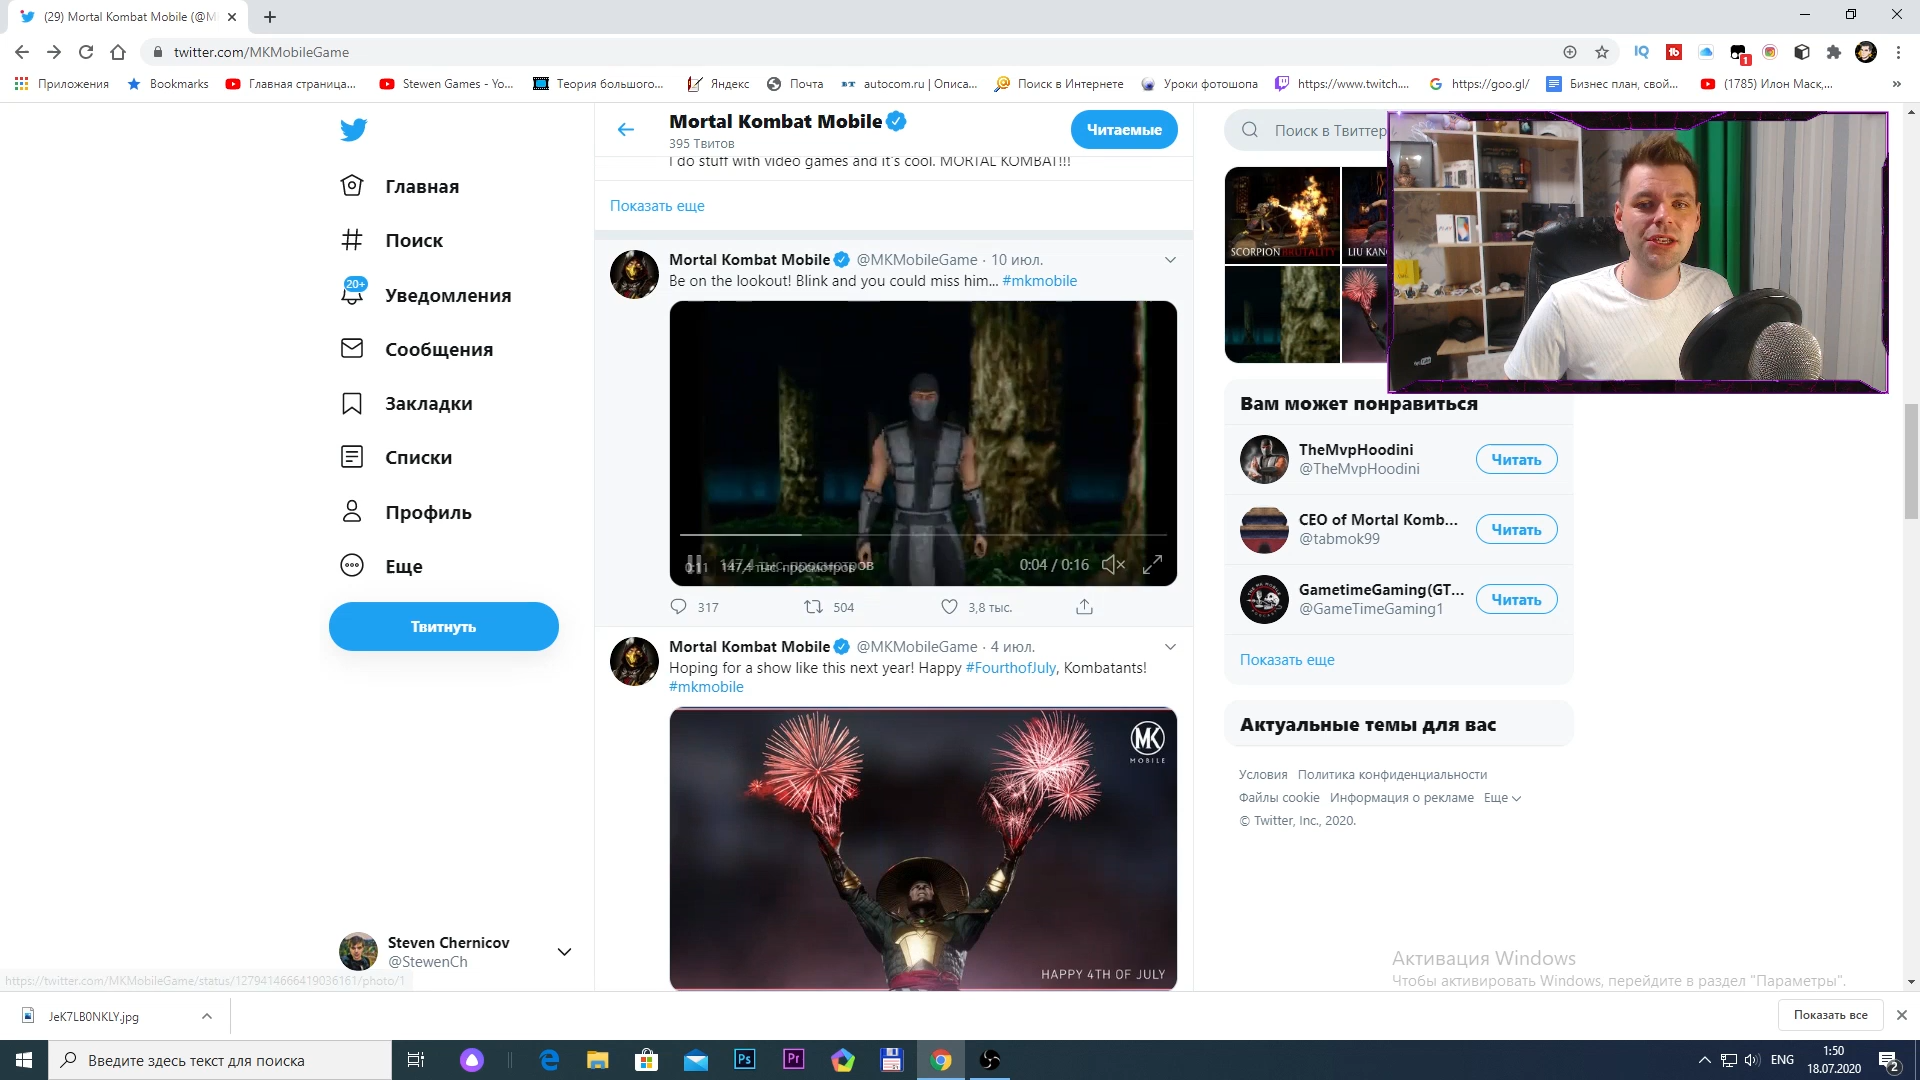 (29) Mortal Kombat Mobile (@M
twitter.com/MKMobileGame
Приложения
Bookmarks
Главная страница...
Stewen Games - Yo...
Теория большого...
Яндекс
Почта
autocom.ru | Описа...
Поиск в Интернете
Уроки фотошопа
https://www.twitch....
https://goo.gl/
Бизнес план, свой...
(1785) Илон Маск,...
Главная
Поиск
20+
Уведомления
Сообщения
Закладки
Списки
Профиль
Еще
Твитнуть
Steven Chernicov
@StewenCh
Mortal Kombat Mobile
395 Твитов
Читаемые
I do stuff with video games and it's cool. MORTAL KOMBAT!!!
Показать еще
Mortal Kombat Mobile @MKMobileGame · 10 июл.
Be on the lookout! Blink and you could miss him... #mkmobile
0:11 147,4 тыс. просмотров
0:04 / 0:16
317
504
3,8 тыс.
Mortal Kombat Mobile @MKMobileGame · 4 июл.
Hoping for a show like this next year! Happy #FourthofJuly, Kombatants!
#mkmobile
MK
MOBILE
HAPPY 4TH OF JULY
Поиск в Твиттер
SCORPION BRUTALITY
LIU KAN
Вам может понравиться
TheMvpHoodini
@TheMvpHoodini
Читать
CEO of Mortal Komb...
@tabmok99
Читать
GametimeGaming(GT...
@GameTimeGaming1
Читать
Показать еще
Актуальные темы для вас
Условия Политика конфиденциальности
Файлы cookie Информация о рекламе Еще
© Twitter, Inc., 2020.
Активация Windows
Чтобы активировать Windows, перейдите в раздел "Параметры".
https://twitter.com/MKMobileGame/status/1279414666419036161/photo/1
JeK7LB0NKLY.jpg
Показать все
Введите здесь текст для поиска
Ps
Pr
ENG
1:50
18.07.2020
2